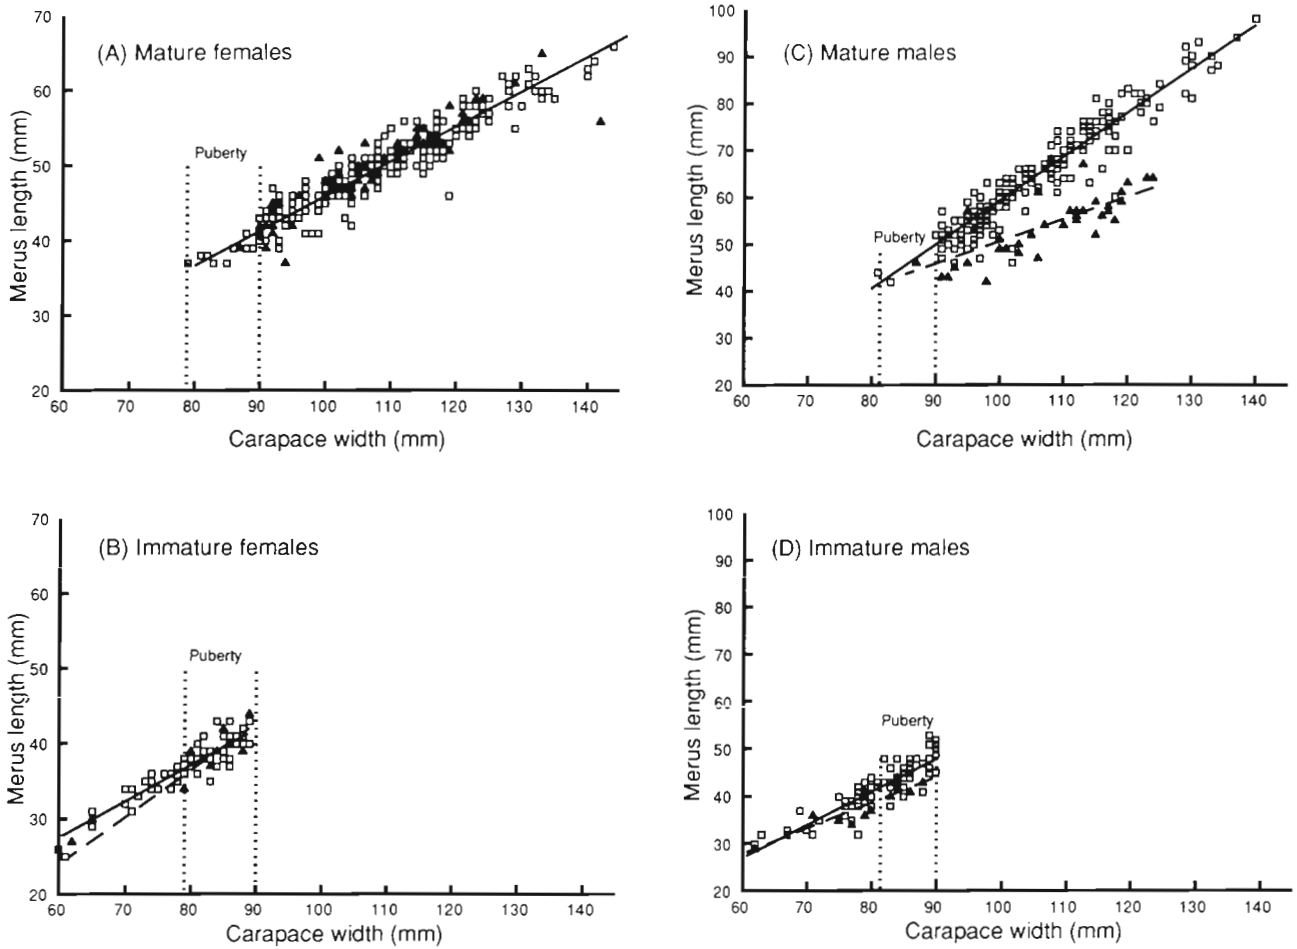 (A) Mature females
Merus length (mm)
70
60
50
40
30
20
Puberty
60 70 80 90 100 110 120 130 140
Carapace width (mm)
(C) Mature males
Merus length (mm)
100
90
80
70
60
50
40
30
20
Puberty
60 70 80 90 100 110 120 130 140
Carapace width (mm)
(B) Immature females
Merus length (mm)
70
60
50
40
30
20
Puberty
60 70 80 90 100 110 120 130 140
Carapace width (mm)
(D) Immature males
Merus length (mm)
100
90
80
70
60
50
40
30
20
Puberty
60 70 80 90 100 110 120 130 140
Carapace width (mm)